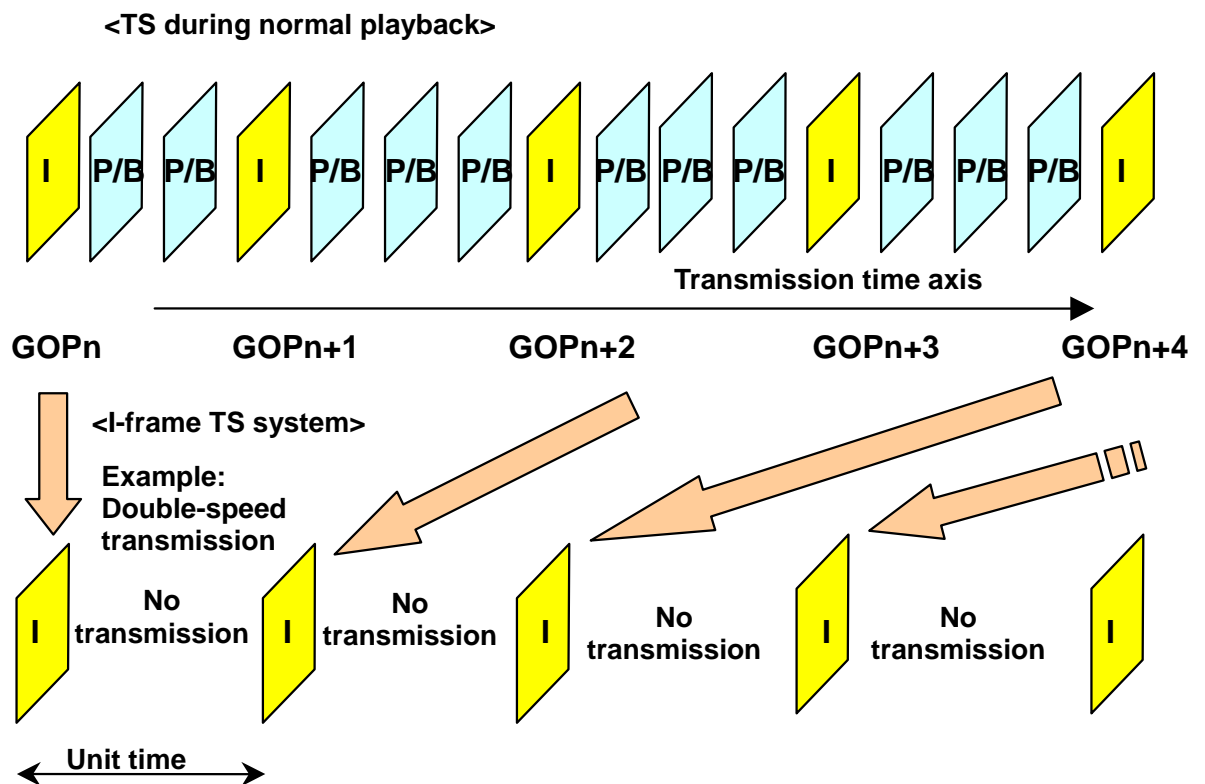 <TS during normal playback>
I P/B P/B I P/B P/B P/B I P/B P/B P/B I P/B P/B P/B I
Transmission time axis
GOPn GOPn+1 GOPn+2 GOPn+3 GOPn+4
<I-frame TS system>
Example:
Double-speed
transmission
I No transmission I No transmission I No transmission I No transmission I
Unit time